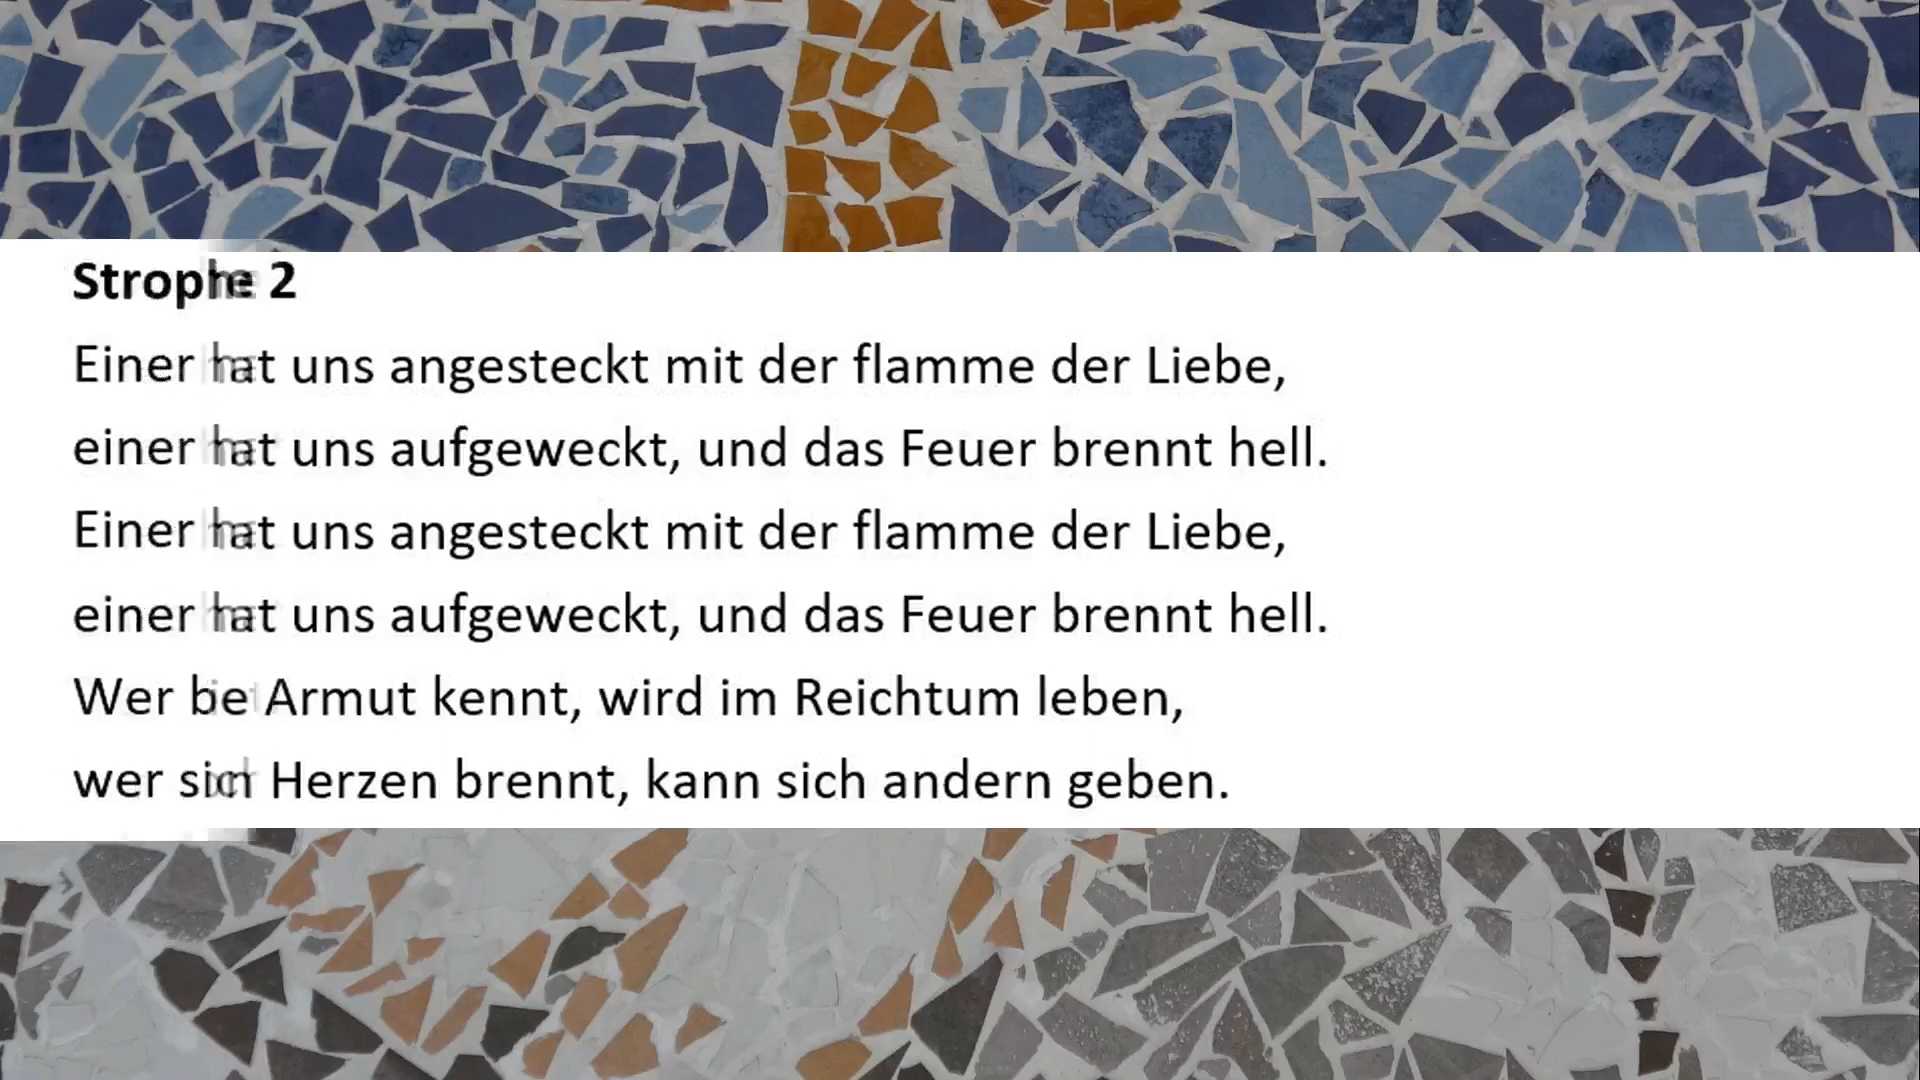 Strophe 2
Einer hat uns angesteckt mit der flamme der Liebe,
einer hat uns aufgeweckt, und das Feuer brennt hell.
Einer hat uns angesteckt mit der flamme der Liebe,
einer hat uns aufgeweckt, und das Feuer brennt hell.
Wer Armut kennt, wird im Reichtum leben,
wer Herzen brennt, kann sich andern geben.